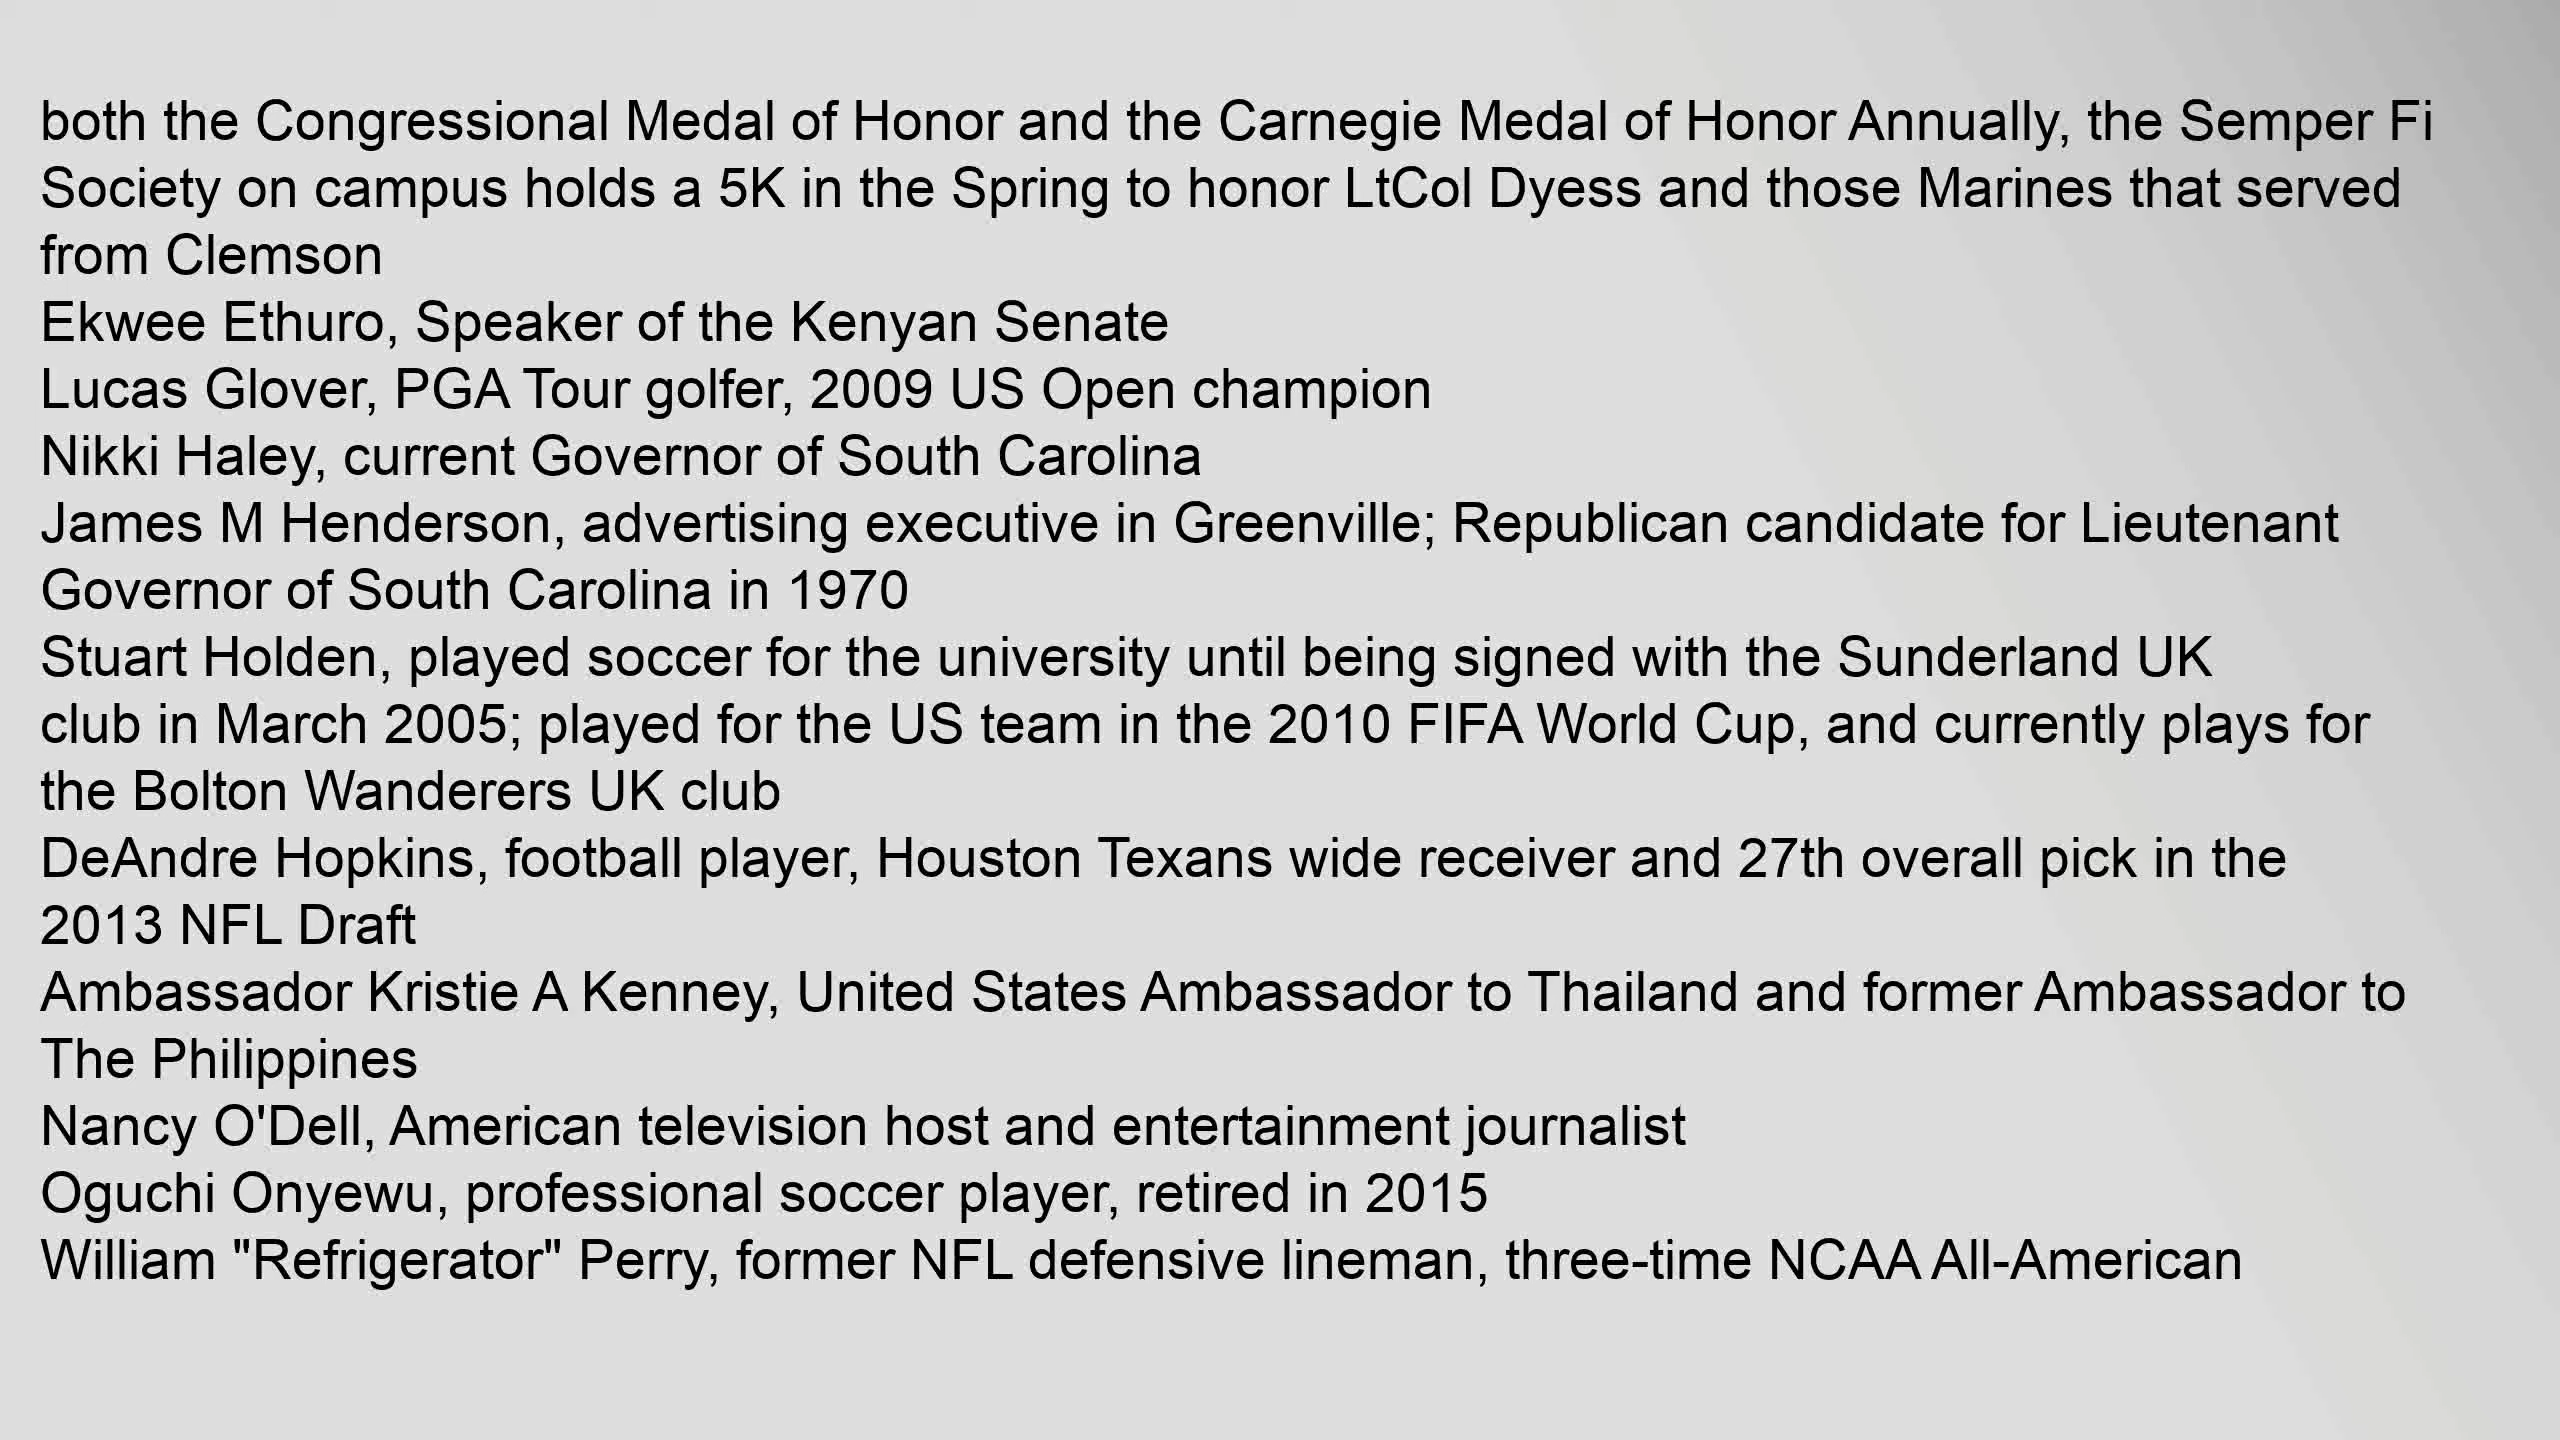 both the Congressional Medal of Honor and the Carnegie Medal of Honor Annually, the Semper Fi
Society on campus holds a 5K in the Spring to honor LtCol Dyess and those Marines that served
from Clemson
Ekwee Ethuro, Speaker of the Kenyan Senate
Lucas Glover, PGA Tour golfer, 2009 US Open champion
Nikki Haley, current Governor of South Carolina
James M Henderson, advertising executive in Greenville; Republican candidate for Lieutenant
Governor of South Carolina in 1970
Stuart Holden, played soccer for the university until being signed with the Sunderland UK
club in March 2005; played for the US team in the 2010 FIFA World Cup, and currently plays for
the Bolton Wanderers UK club
DeAndre Hopkins, football player, Houston Texans wide receiver and 27th overall pick in the
2013 NFL Draft
Ambassador Kristie A Kenney, United States Ambassador to Thailand and former Ambassador to
The Philippines
Nancy O'Dell, American television host and entertainment journalist
Oguchi Onyewu, professional soccer player, retired in 2015
William "Refrigerator" Perry, former NFL defensive lineman, three-time NCAA All-American